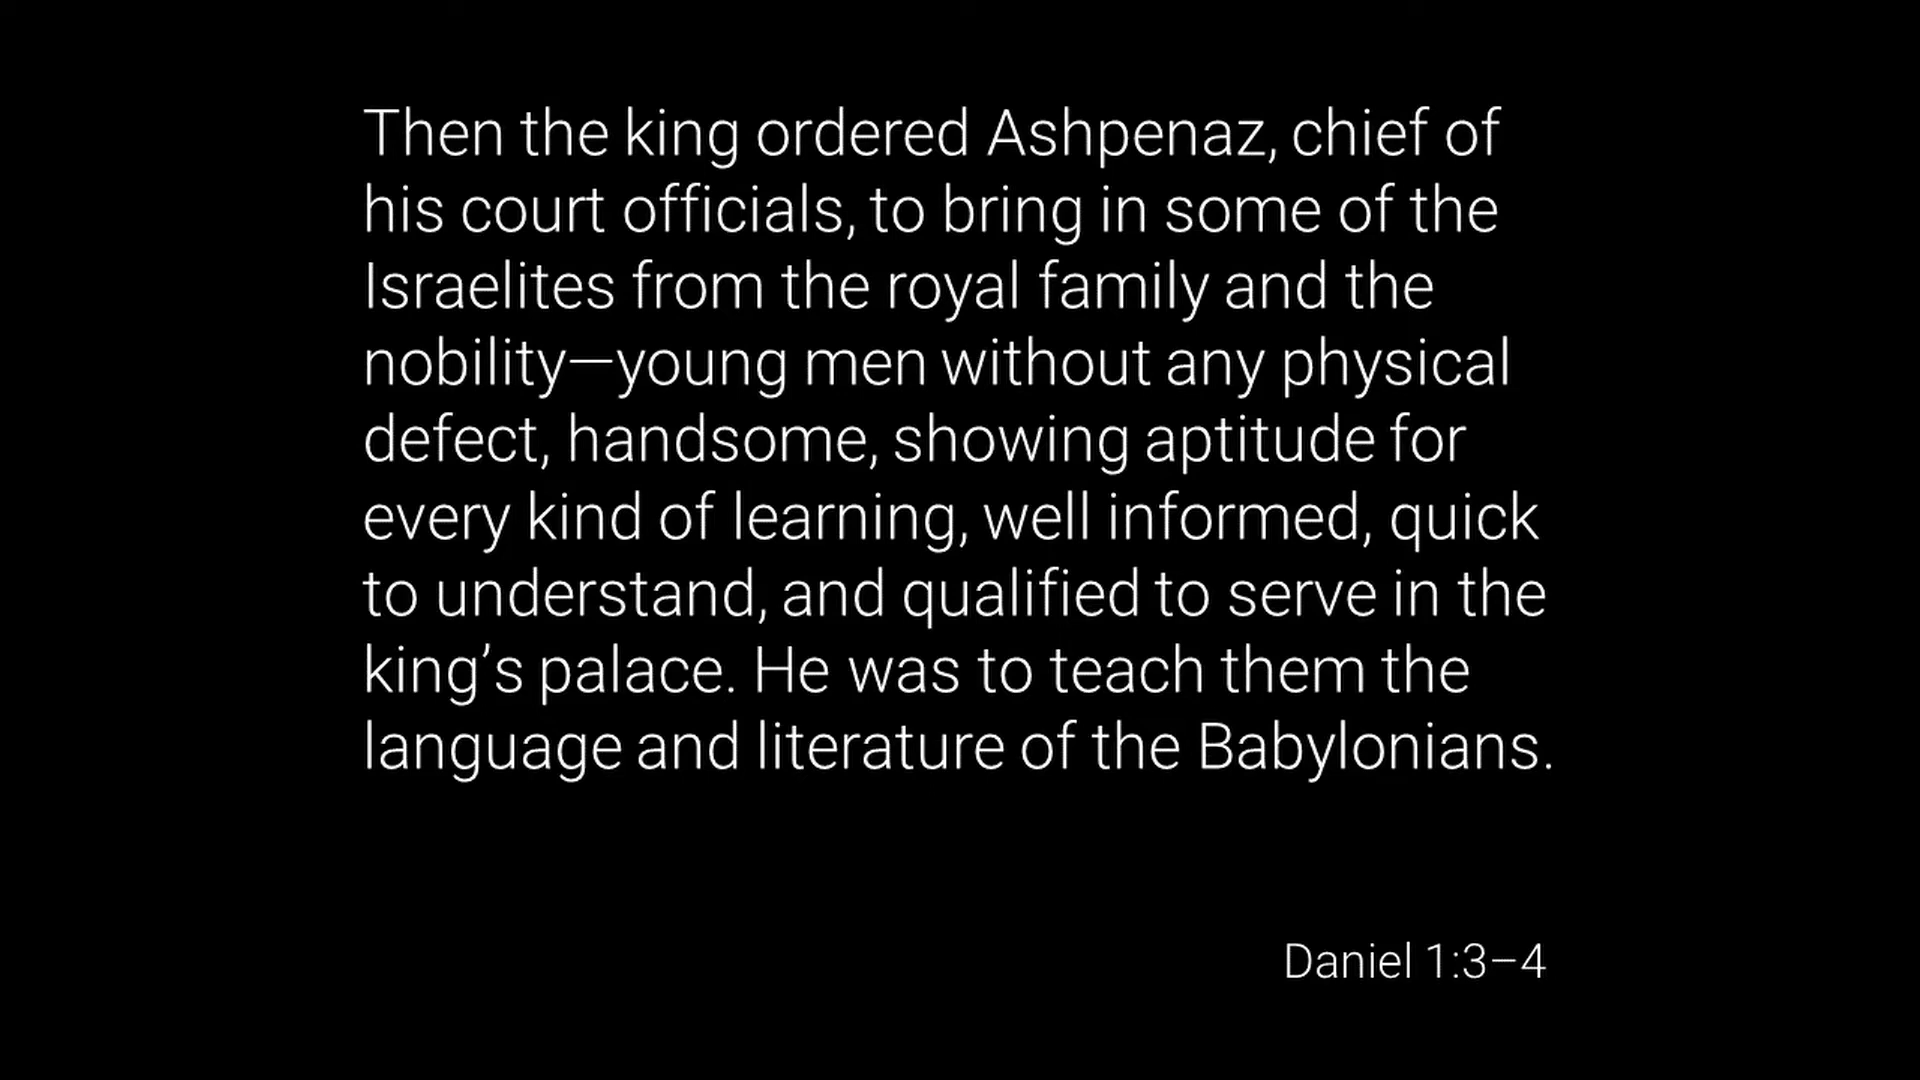 Then the king ordered Ashpenaz, chief of
his court officials, to bring in some of the
Israelites from the royal family and the
nobility—young men without any physical
defect, handsome, showing aptitude for
every kind of learning, well informed, quick
to understand, and qualified to serve in the
king’s palace. He was to teach them the
language and literature of the Babylonians.
Daniel 1:3–4